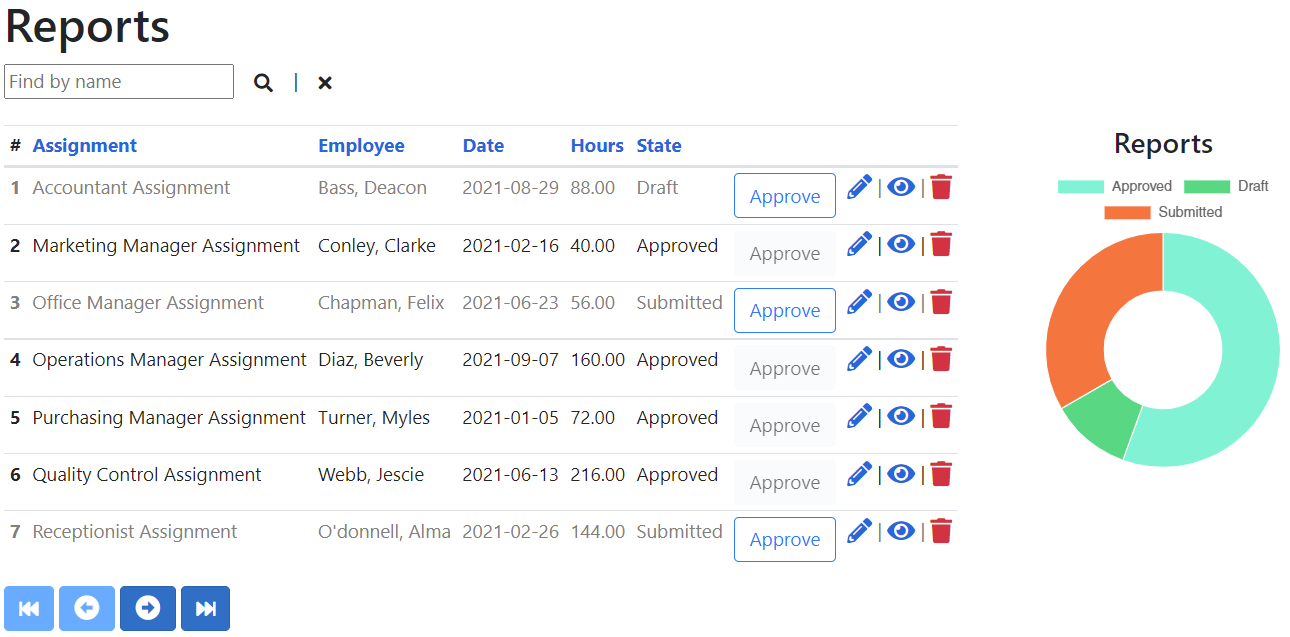 Reports
Find by name
|
# Assignment Employee Date Hours State
1 Accountant Assignment Bass, Deacon 2021-08-29 88.00 Draft Approve | |
2 Marketing Manager Assignment Conley, Clarke 2021-02-16 40.00 Approved Approve | |
3 Office Manager Assignment Chapman, Felix 2021-06-23 56.00 Submitted Approve | |
4 Operations Manager Assignment Diaz, Beverly 2021-09-07 160.00 Approved Approve | |
5 Purchasing Manager Assignment Turner, Myles 2021-01-05 72.00 Approved Approve | |
6 Quality Control Assignment Webb, Jescie 2021-06-13 216.00 Approved Approve | |
7 Receptionist Assignment O'donnell, Alma 2021-02-26 144.00 Submitted Approve | |
Reports
Approved Draft
Submitted